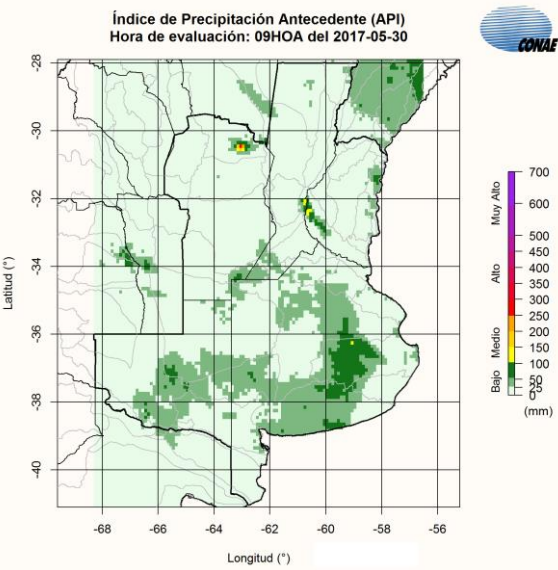 Índice de Precipitación Antecedente (API)
Hora de evaluación: 09HOA del 2017-05-30
CONAE
-28
-30
-32
-34
-36
-38
-40
Latitud (°)
-68
-66
-64
-62
-60
-58
-56
Longitud (°)
700
600
500
450
400
350
300
250
200
150
100
50
25
0
(mm)
Muy Alto
Alto
Medio
Bajo